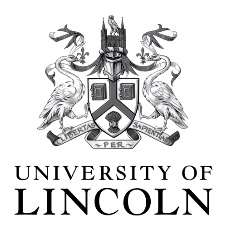 LIBERTAS
PER
SAPIENTIAM
UNIVERSITY OF
LINCOLN